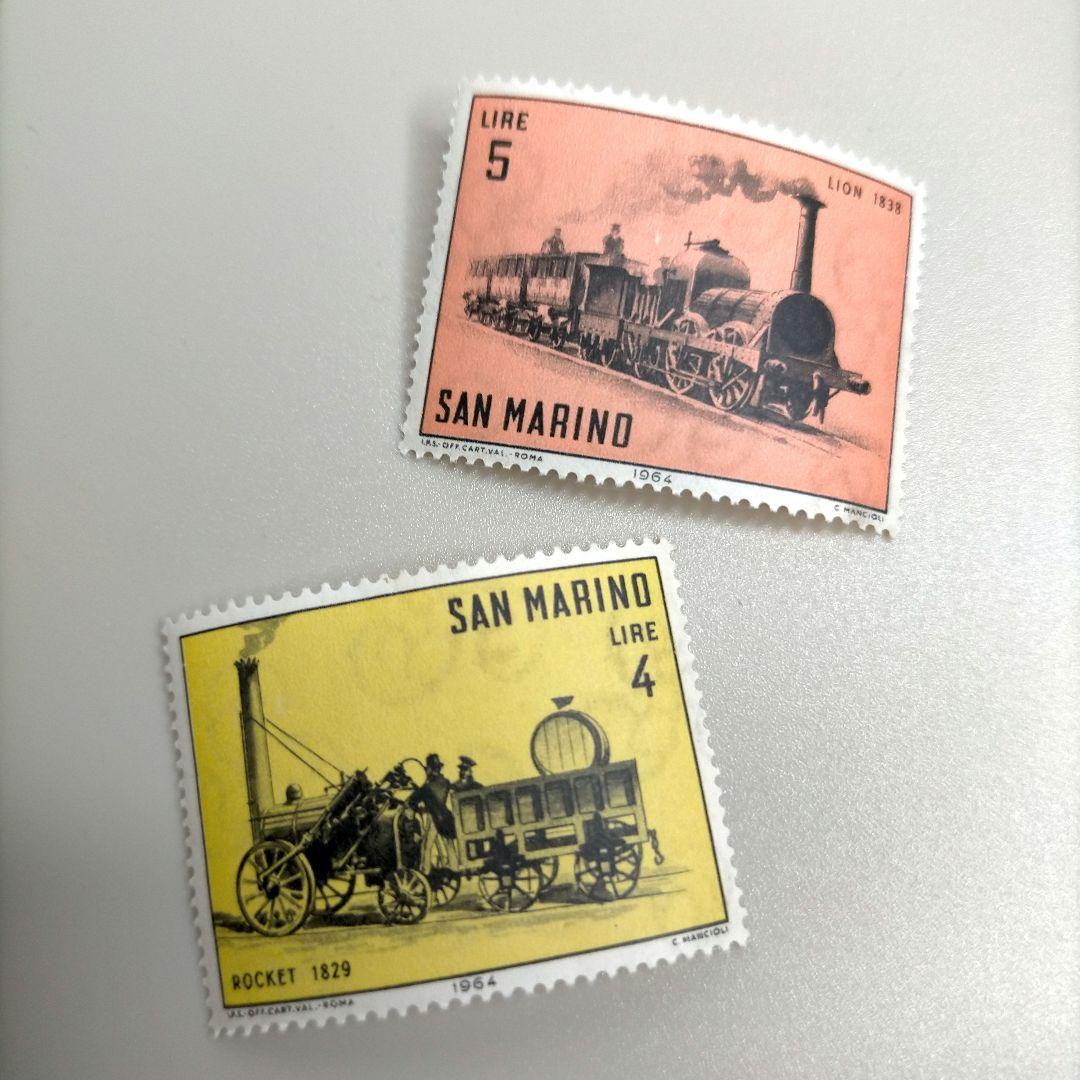 LIRE
5
LION 1838
SAN MARINO
I.P.S.-OFF.CART.VAL.-ROMA
1964
C. MANCIOLI
SAN MARINO
LIRE
4
ROCKET 1829
I.P.S.-OFF.CART.VAL.-ROMA
1964
C. MANCIOLI